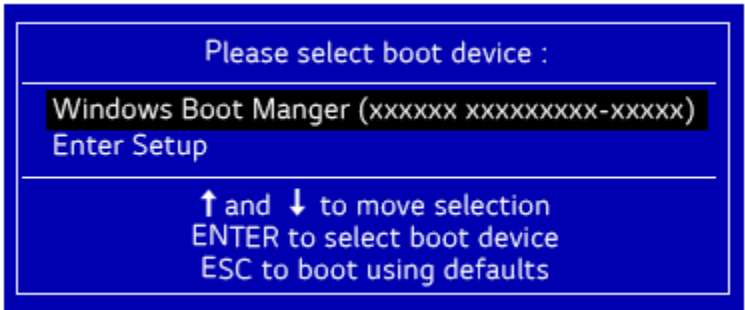 Please select boot device :
Windows Boot Manger (xxxxxx xxxxxxxxx-xxxxx)
Enter Setup
↑ and ↓ to move selection
ENTER to select boot device
ESC to boot using defaults